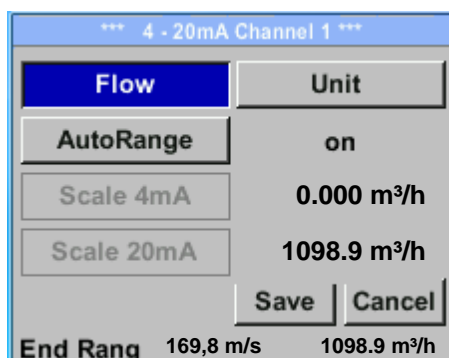 *** 4 - 20mA Channel 1 ***
Flow Unit
AutoRange on
Scale 4mA 0.000 m³/h
Scale 20mA 1098.9 m³/h
Save Cancel
End Rang 169,8 m/s 1098.9 m³/h